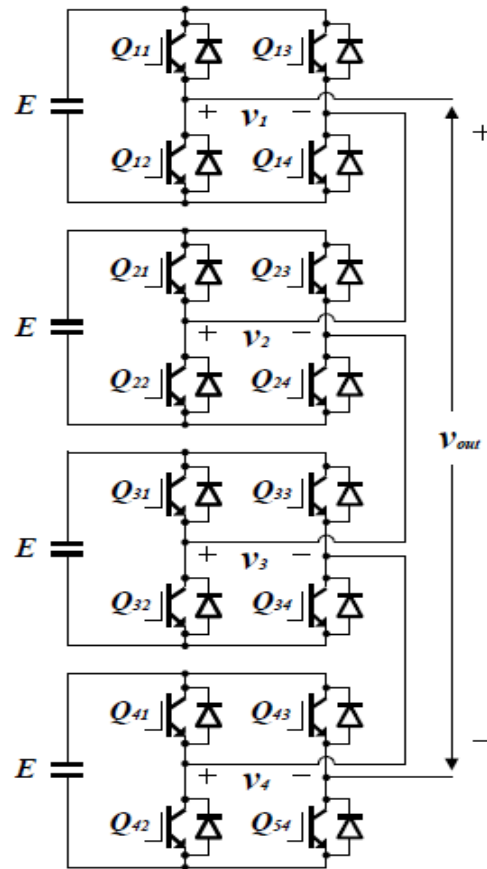 Q11 Q13
E + v1 −
Q12 Q14
+
Q21 Q23
E + v2 −
Q22 Q24
vout
Q31 Q33
E + v3 −
Q32 Q34
Q41 Q43
−
E + v4 −
Q42 Q54